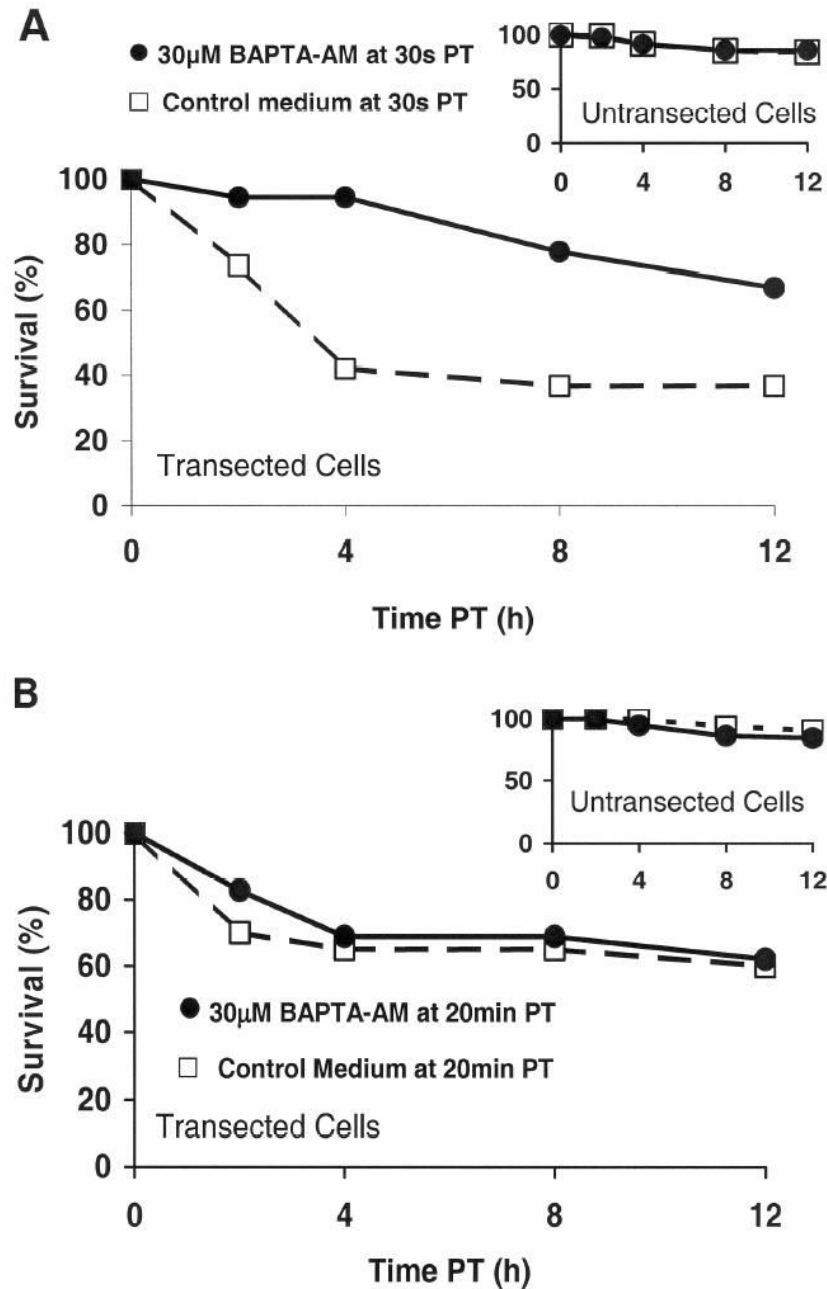 A
30µM BAPTA-AM at 30s PT
Control medium at 30s PT
100
50
0
Untransected Cells
0 4 8 12
100
80
60
40
20
0
Survival (%)
Transected Cells
0 4 8 12
Time PT (h)
B
100
50
0
Untransected Cells
0 4 8 12
100
80
60
40
20
0
Survival (%)
30µM BAPTA-AM at 20min PT
Control Medium at 20min PT
Transected Cells
0 4 8 12
Time PT (h)